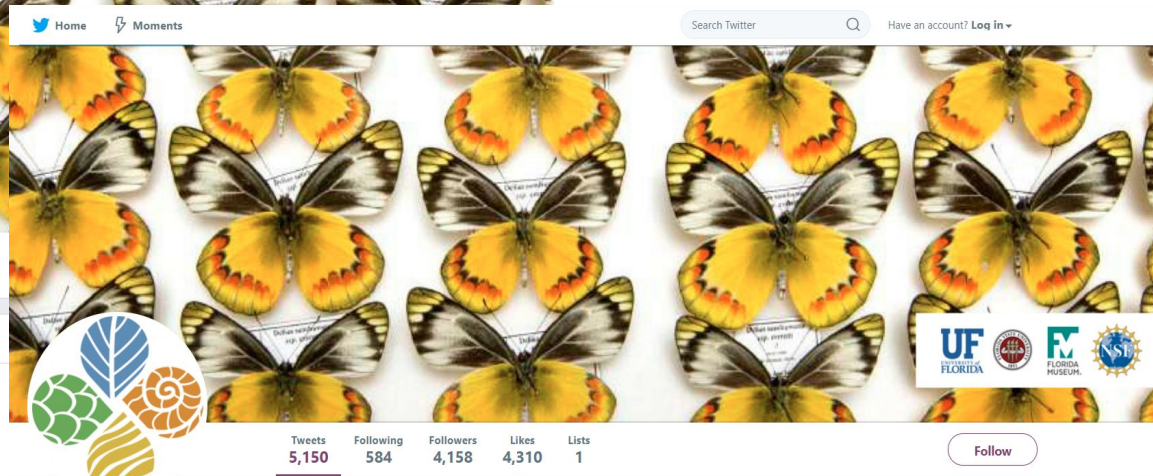 Home
Moments
Search Twitter
Have an account? Log in
UF
UNIVERSITY of
FLORIDA
FLORIDA
MUSEUM.
NSF
Tweets
5,150
Following
584
Followers
4,158
Likes
4,310
Lists
1
Follow